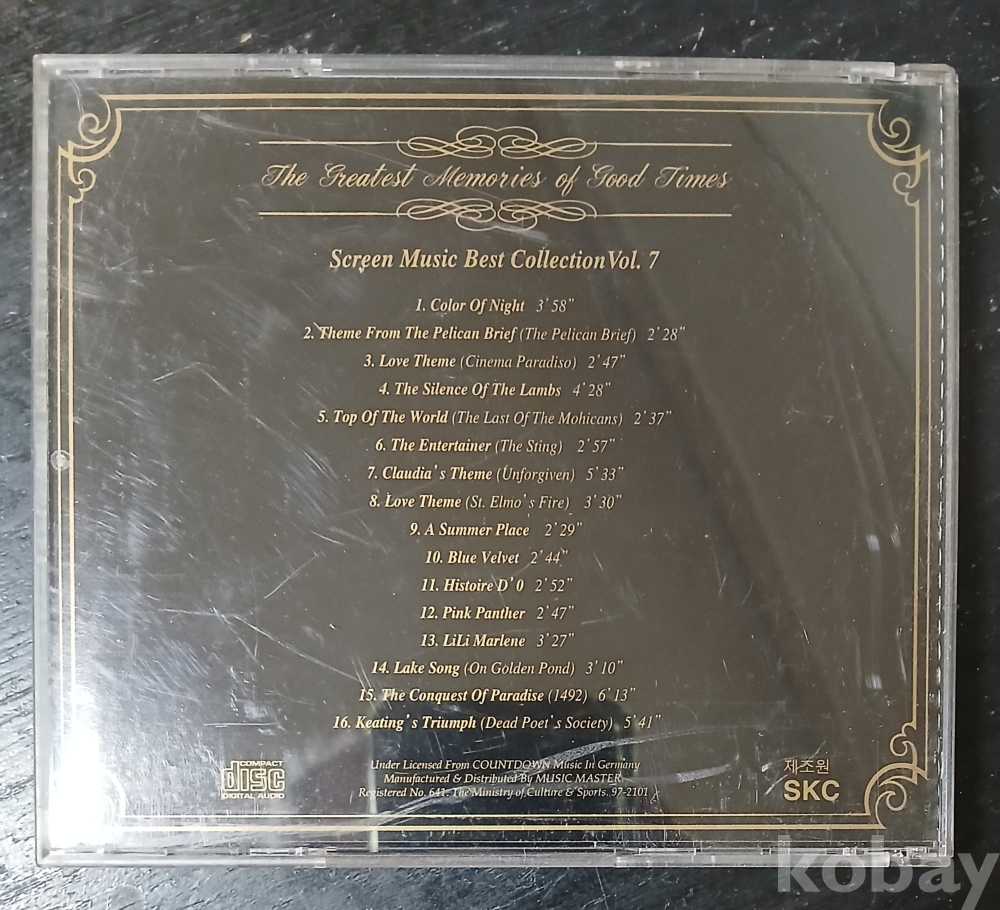 The Greatest Memories of Good Times
Screen Music Best Collection Vol. 7
1. Color Of Night 3'58"
2. Theme From The Pelican Brief (The Pelican Brief) 2'28"
3. Love Theme (Cinema Paradiso) 2'47"
4. The Silence Of The Lambs 4'28"
5. Top Of The World (The Last Of The Mohicans) 2'37"
6. The Entertainer (The Sting) 2'57"
7. Claudia's Theme (Unforgiven) 5'33"
8. Love Theme (St. Elmo's Fire) 3'30"
9. A Summer Place 2'29"
10. Blue Velvet 2'44"
11. Histoire D'0 2'52"
12. Pink Panther 2'47"
13. LiLi Marlene 3'27"
14. Lake Song (On Golden Pond) 3'10"
15. The Conquest Of Paradise (1492) 6'13"
16. Keating's Triumph (Dead Poet's Society) 5'41"
Under Licensed From COUNTDOWN Music In Germany
Manufactured & Distributed By MUSIC MASTER
Registered No. 641. The Ministry of Culture & Sports. 97-2101
COMPACT
disc
DIGITAL AUDIO
제조원
SKC
kobay